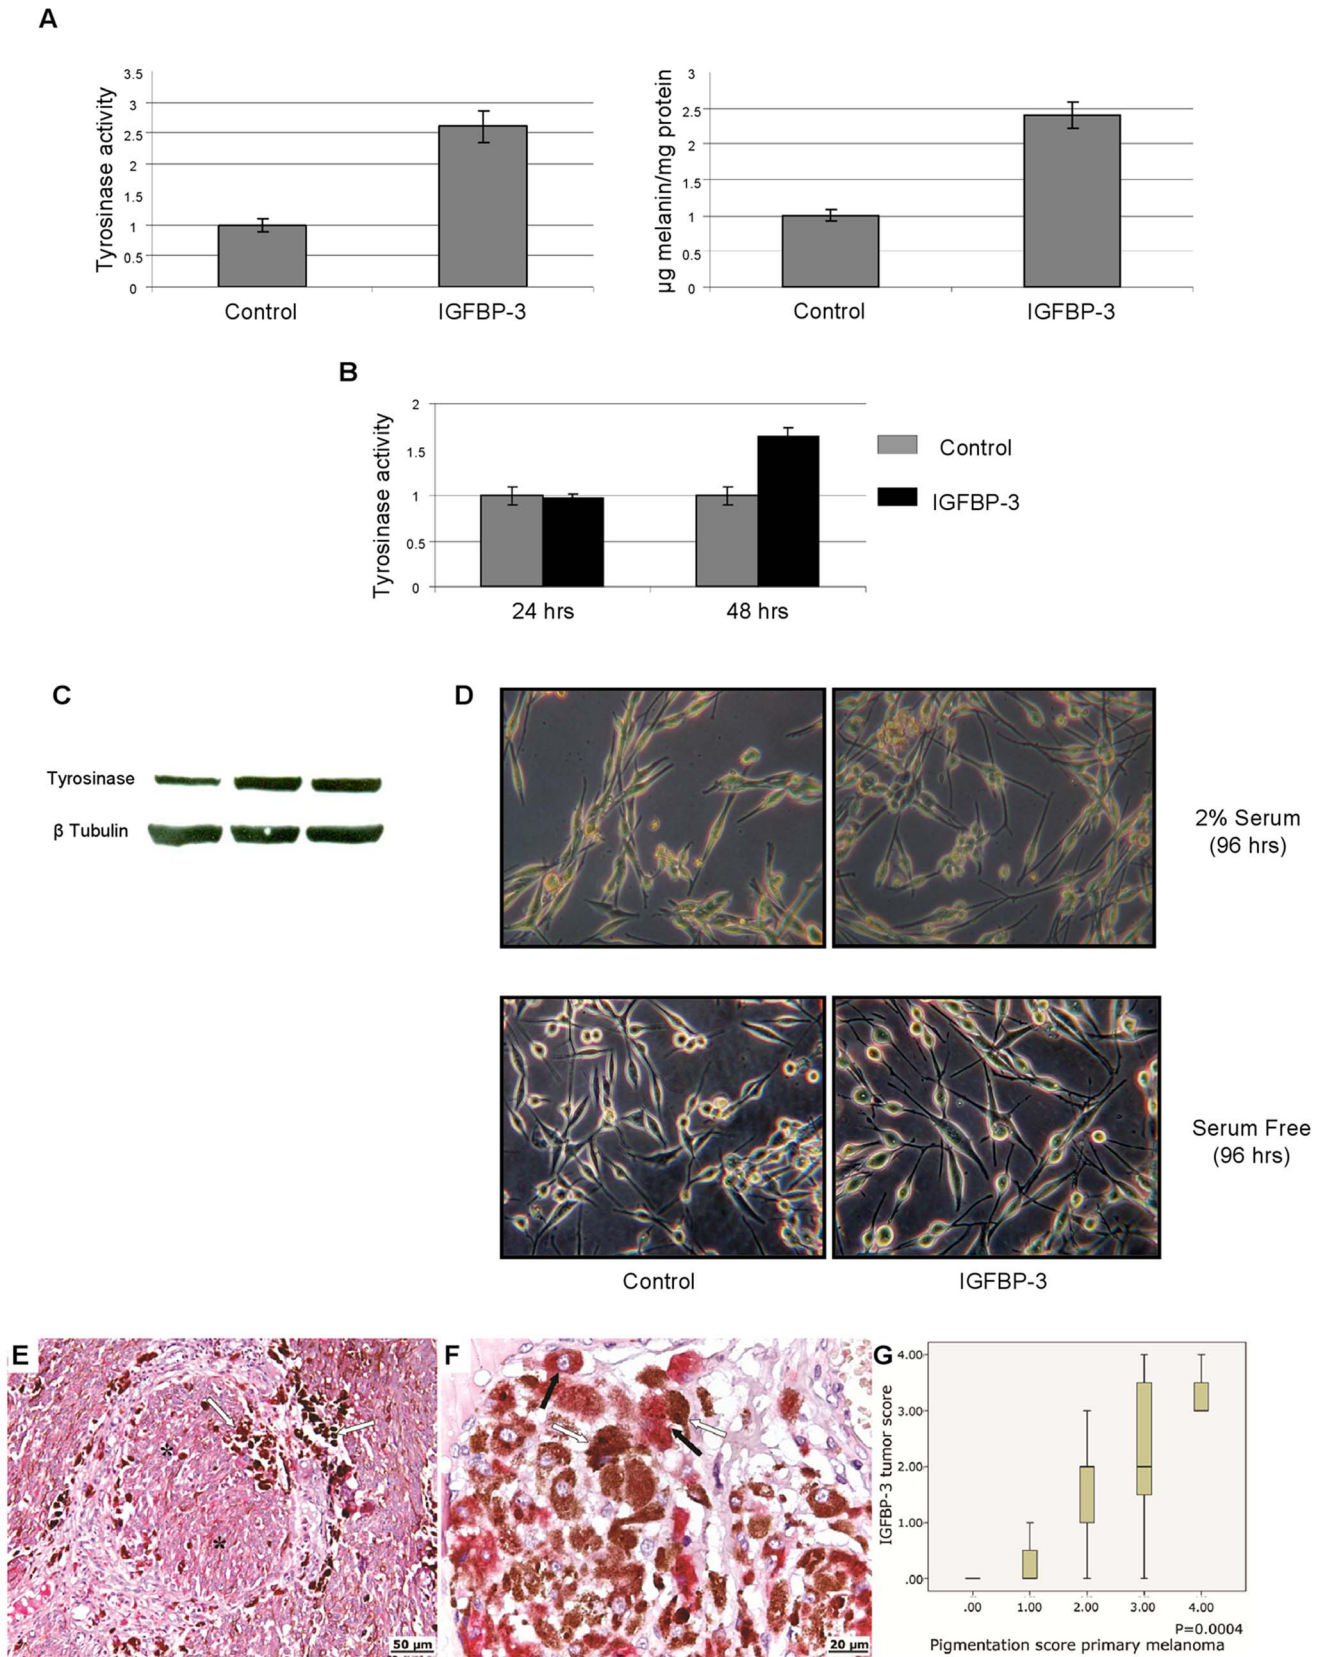 A
Tyrosinase activity
3.5
3
2.5
2
1.5
1
0.5
0
Control
IGFBP-3
µg melanin/mg protein
3
2.5
2
1.5
1
0.5
0
Control
IGFBP-3
B
Tyrosinase activity
2
1.5
1
0.5
0
24 hrs
48 hrs
Control
IGFBP-3
C
Tyrosinase
β Tubulin
D
2% Serum
(96 hrs)
Serum Free
(96 hrs)
Control
IGFBP-3
E
*
*
50 µm
F
20 µm
G
IGFBP-3 tumor score
4.00
3.00
2.00
1.00
.00
.00
1.00
2.00
3.00
4.00
P=0.0004
Pigmentation score primary melanoma